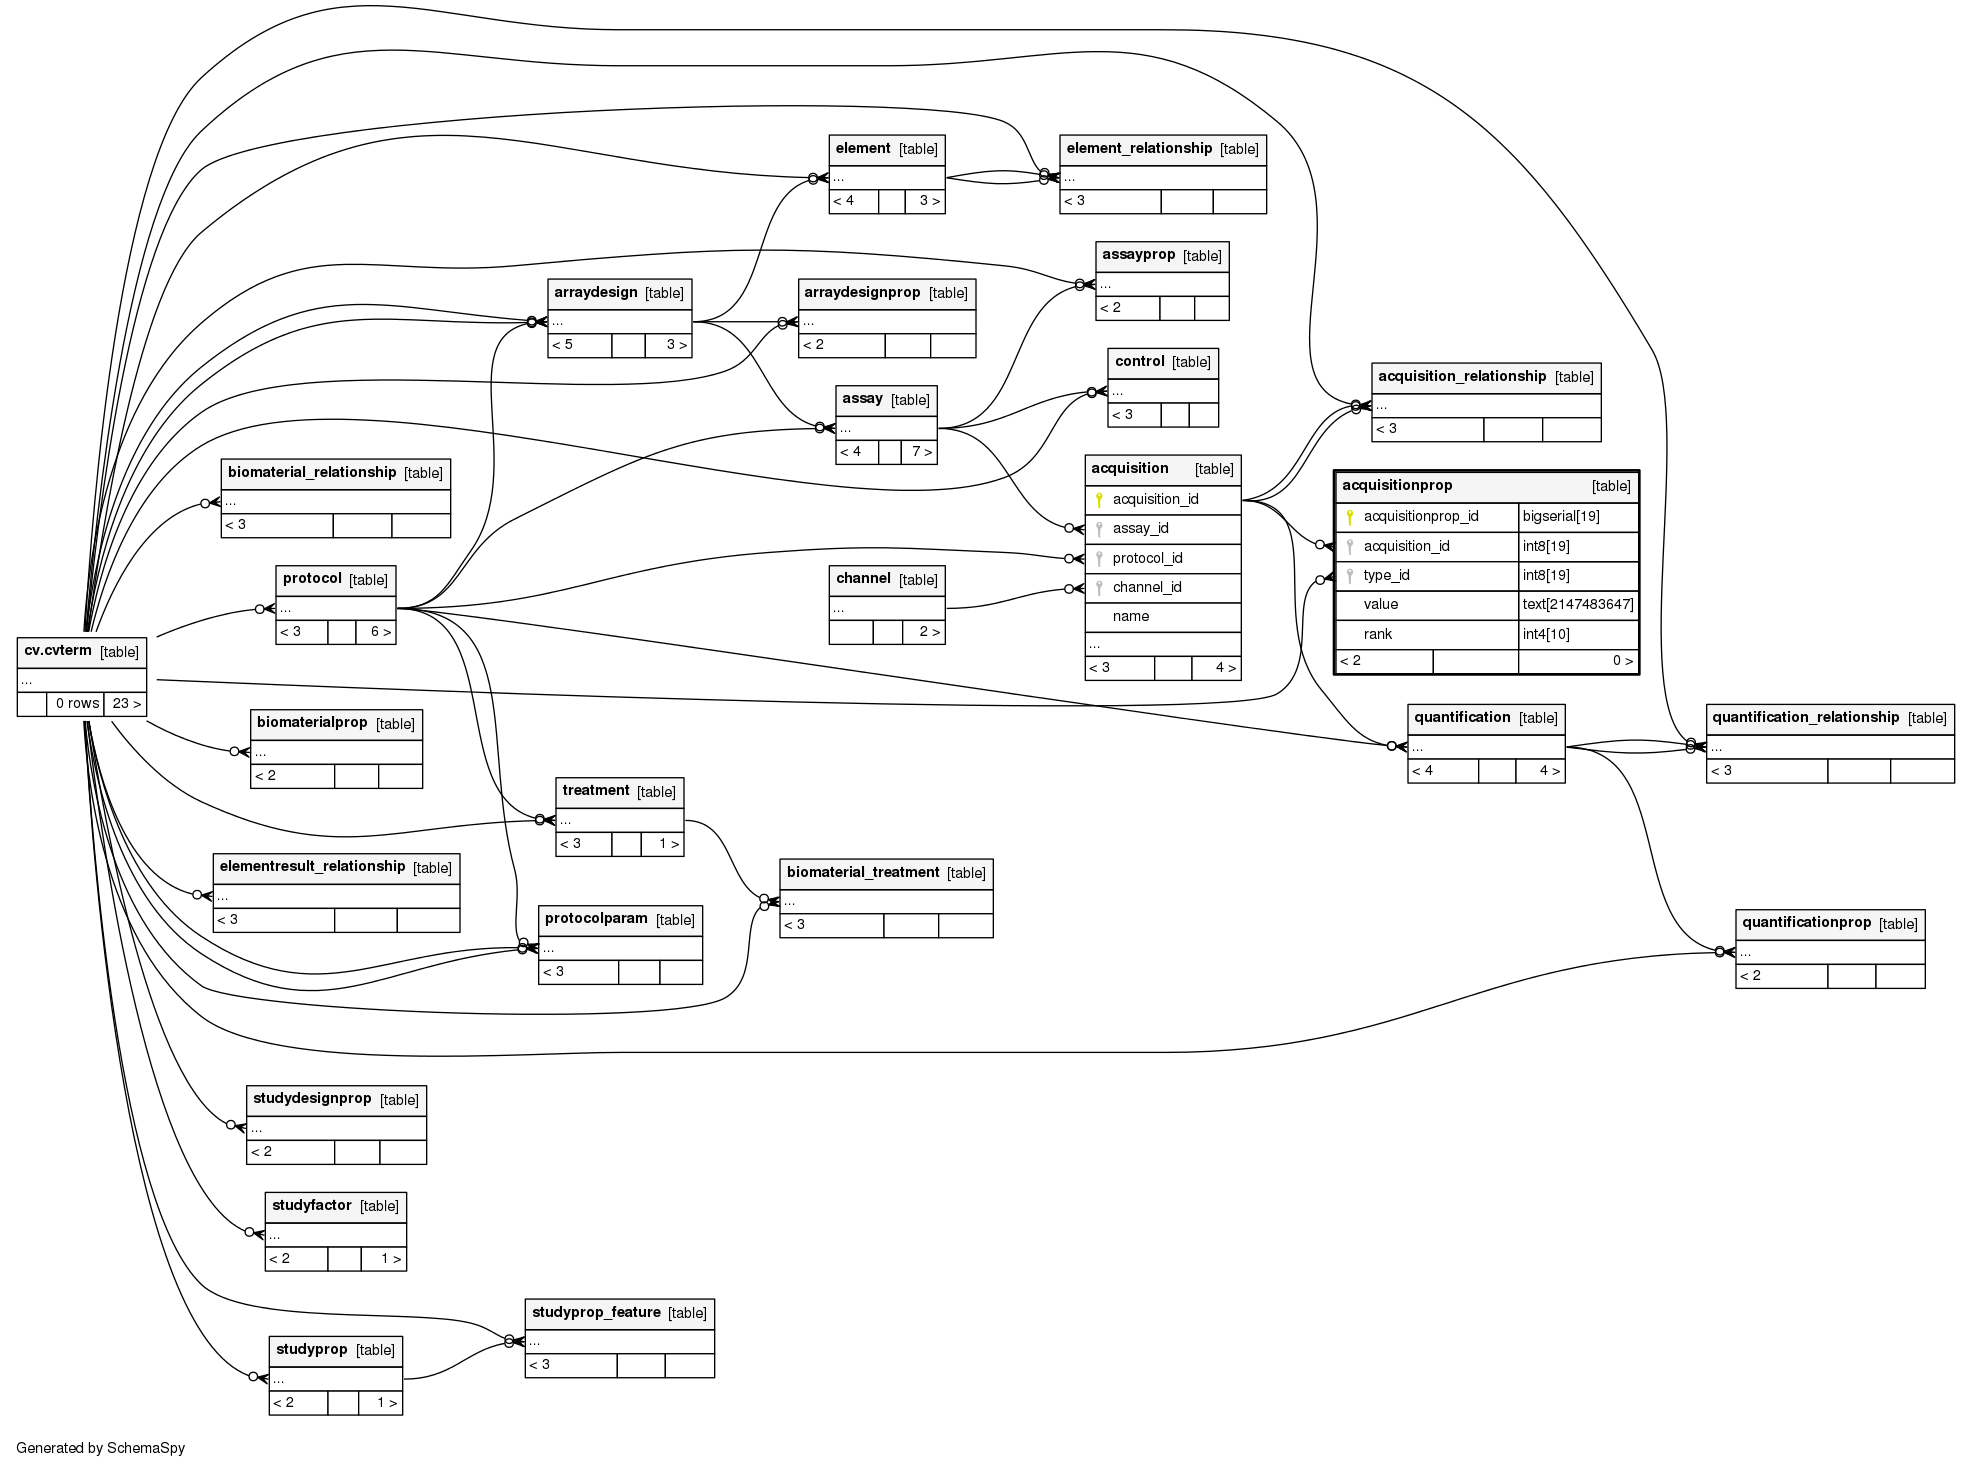 element [table]
...
< 4 3 >
element_relationship [table]
...
< 3
assayprop [table]
...
< 2
arraydesign [table]
...
< 5 3 >
arraydesignprop [table]
...
< 2
control [table]
...
< 3
acquisition_relationship [table]
...
< 3
assay [table]
...
< 4 7 >
biomaterial_relationship [table]
...
< 3
acquisition [table]
acquisition_id
assay_id
protocol_id
channel_id
name
...
< 3 4 >
acquisitionprop [table]
acquisitionprop_id bigserial[19]
acquisition_id int8[19]
type_id int8[19]
value text[2147483647]
rank int4[10]
< 2 0 >
protocol [table]
...
< 3 6 >
channel [table]
...
2 >
cv.cvterm [table]
...
0 rows 23 >
biomaterialprop [table]
...
< 2
quantification [table]
...
< 4 4 >
quantification_relationship [table]
...
< 3
treatment [table]
...
< 3 1 >
elementresult_relationship [table]
...
< 3
biomaterial_treatment [table]
...
< 3
protocolparam [table]
...
< 3
quantificationprop [table]
...
< 2
studydesignprop [table]
...
< 2
studyfactor [table]
...
< 2 1 >
studyprop_feature [table]
...
< 3
studyprop [table]
...
< 2 1 >
Generated by SchemaSpy